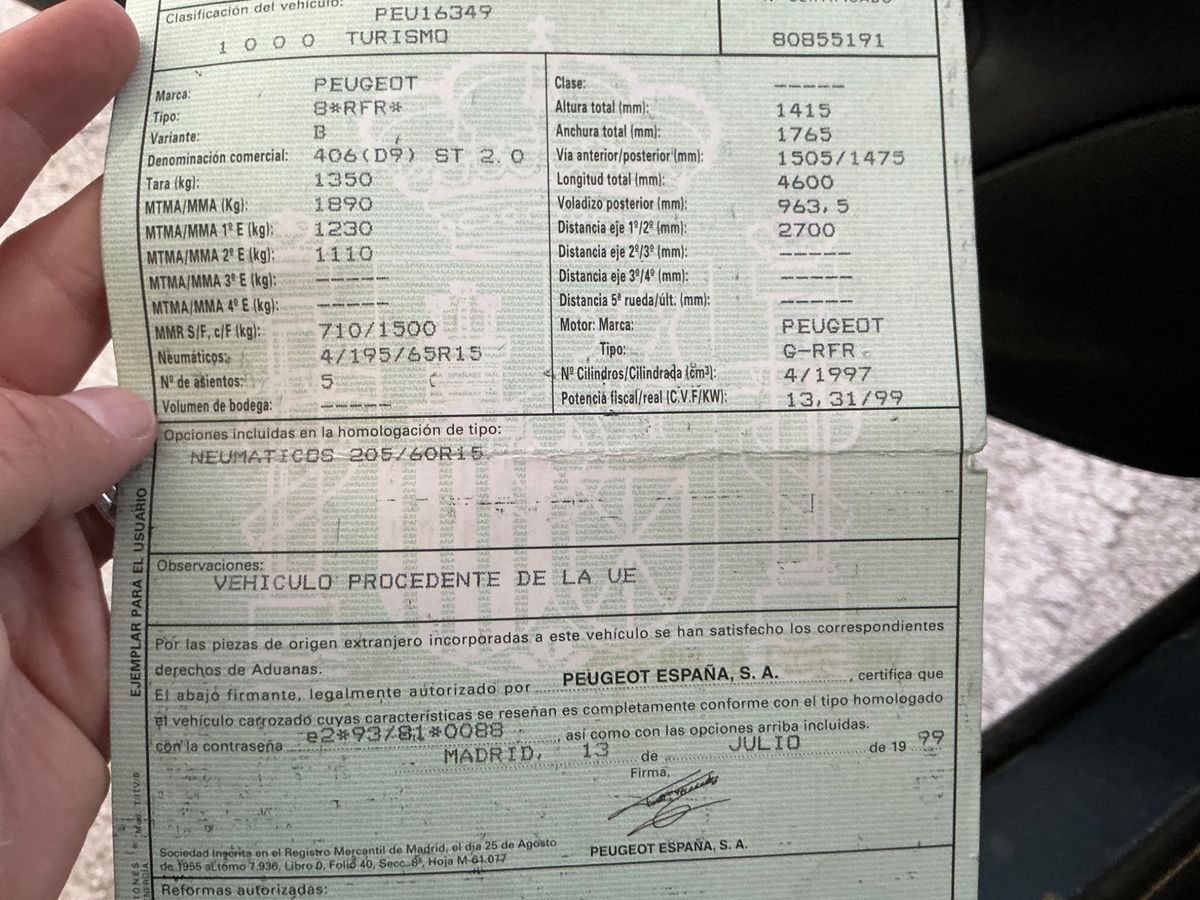 Clasificación del vehículo: PEU16349
1 0 0 0 TURISMO
Nº CERTIFICADO
80855191
Marca: PEUGEOT
Tipo: 8*RFR*
Variante: B
Denominación comercial: 406(D9) ST 2.0
Tara (kg): 1350
MTMA/MMA (Kg): 1890
MTMA/MMA 1º E (kg): 1230
MTMA/MMA 2º E (kg): 1110
MTMA/MMA 3º E (kg): -----
MTMA/MMA 4º E (kg): -----
MMR S/F, c/F (kg): 710/1500
Neumáticos: 4/195/65R15
Nº de asientos: 5
Volumen de bodega: -----
Clase: -----
Altura total (mm): 1415
Anchura total (mm): 1765
Vía anterior/posterior (mm): 1505/1475
Longitud total (mm): 4600
Voladizo posterior (mm): 963,5
Distancia eje 1º/2º (mm): 2700
Distancia eje 2º/3º (mm): -----
Distancia eje 3º/4º (mm): -----
Distancia 5ª rueda/últ. (mm): -----
Motor: Marca: PEUGEOT
Tipo: G-RFR
Nº Cilindros/Cilindrada (cm³): 4/1997
Potencia fiscal/real (C.V.F/KW): 13,31/99
Opciones incluidas en la homologación de tipo:
NEUMATICOS 205/60R15
Observaciones:
VEHICULO PROCEDENTE DE LA UE
Por las piezas de origen extranjero incorporadas a este vehículo se han satisfecho los correspondientes
derechos de Aduanas.
El abajo firmante, legalmente autorizado por PEUGEOT ESPAÑA, S. A., certifica que
el vehículo carrozado cuyas características se reseñan es completamente conforme con el tipo homologado
con la contraseña e2*93/81*0088, así como con las opciones arriba incluidas.
MADRID, 13 de JULIO de 19 99
Firma,
PEUGEOT ESPAÑA, S. A.
Sociedad Inscrita en el Registro Mercantil de Madrid, el día 25 de Agosto
de 1955 al tomo 7.936, Libro D, Folio 40, Secc. 8ª, Hoja M-61.077
Reformas autorizadas:
EJEMPLAR PARA EL USUARIO